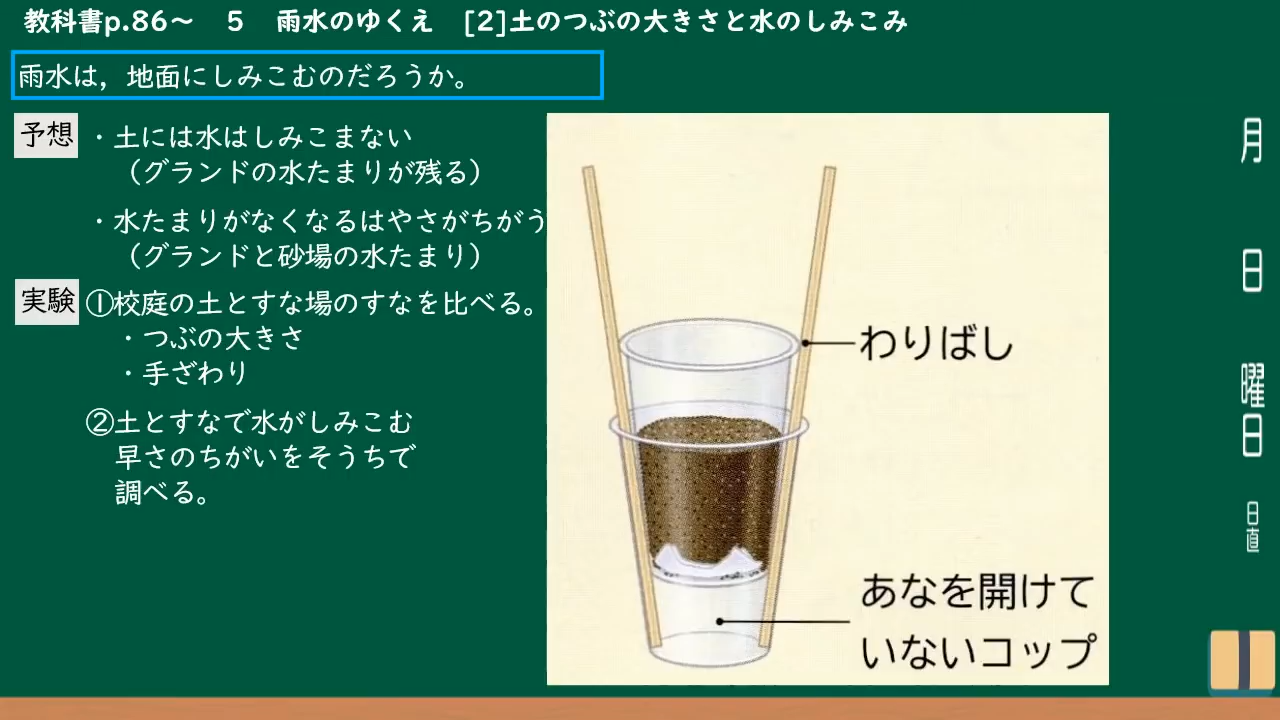 教科書p.86～　５　雨水のゆくえ　[2]土のつぶの大きさと水のしみこみ
雨水は，地面にしみこむのだろうか。
予想
・土には水はしみこまない
（グランドの水たまりが残る）
・水たまりがなくなるはやさがちがう
（グランドと砂場の水たまり）
実験
①校庭の土とすな場のすなを比べる。
・つぶの大きさ
・手ざわり
②土とすなで水がしみこむ
早さのちがいをそうちで
調べる。
わりばし
あなを開けて
いないコップ
月
日
曜日
日直